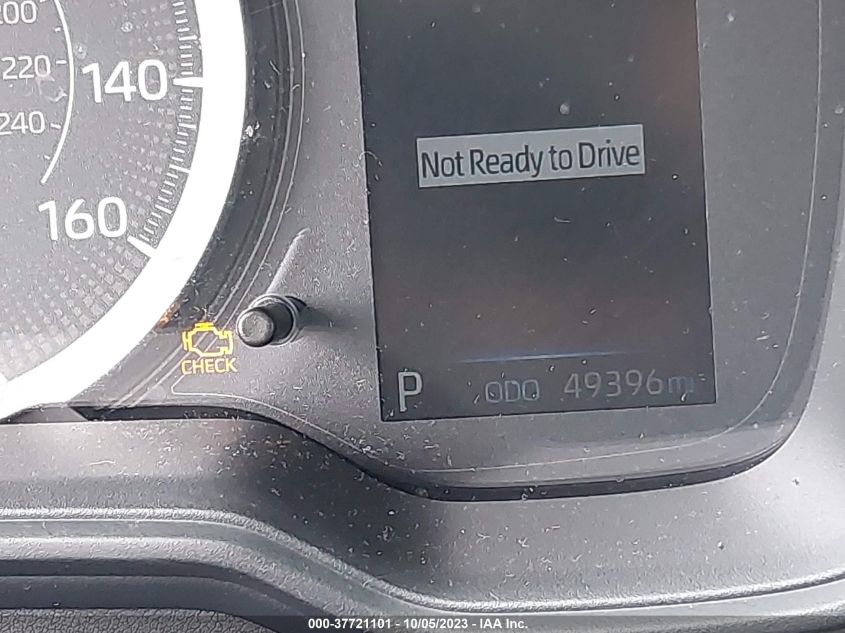 200
220
140
240
Not Ready to Drive
160
CHECK
P ODO 49396 mi
000-37721101 - 10/05/2023 - IAA Inc.